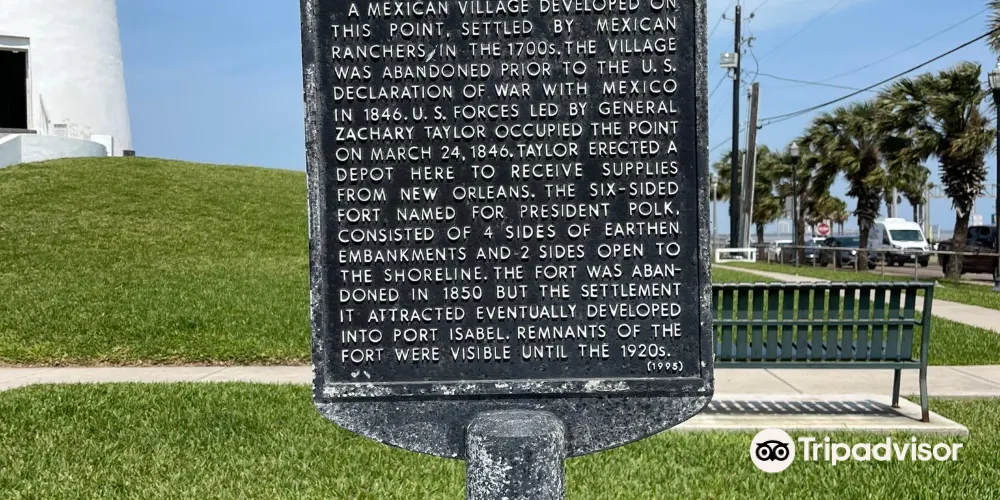 A MEXICAN VILLAGE DEVELOPED ON
THIS POINT, SETTLED BY MEXICAN
RANCHERS, IN THE 1700s. THE VILLAGE
WAS ABANDONED PRIOR TO THE U.S.
DECLARATION OF WAR WITH MEXICO
IN 1846. U.S. FORCES LED BY GENERAL
ZACHARY TAYLOR OCCUPIED THE POINT
ON MARCH 24, 1846. TAYLOR ERECTED A
DEPOT HERE TO RECEIVE SUPPLIES
FROM NEW ORLEANS. THE SIX-SIDED
FORT, NAMED FOR PRESIDENT POLK,
CONSISTED OF 4 SIDES OF EARTHEN
EMBANKMENTS AND 2 SIDES OPEN TO
THE SHORELINE. THE FORT WAS ABAN-
DONED IN 1850 BUT THE SETTLEMENT
IT ATTRACTED EVENTUALLY DEVELOPED
INTO PORT ISABEL. REMNANTS OF THE
FORT WERE VISIBLE UNTIL THE 1920s.
(1995)
Tripadvisor